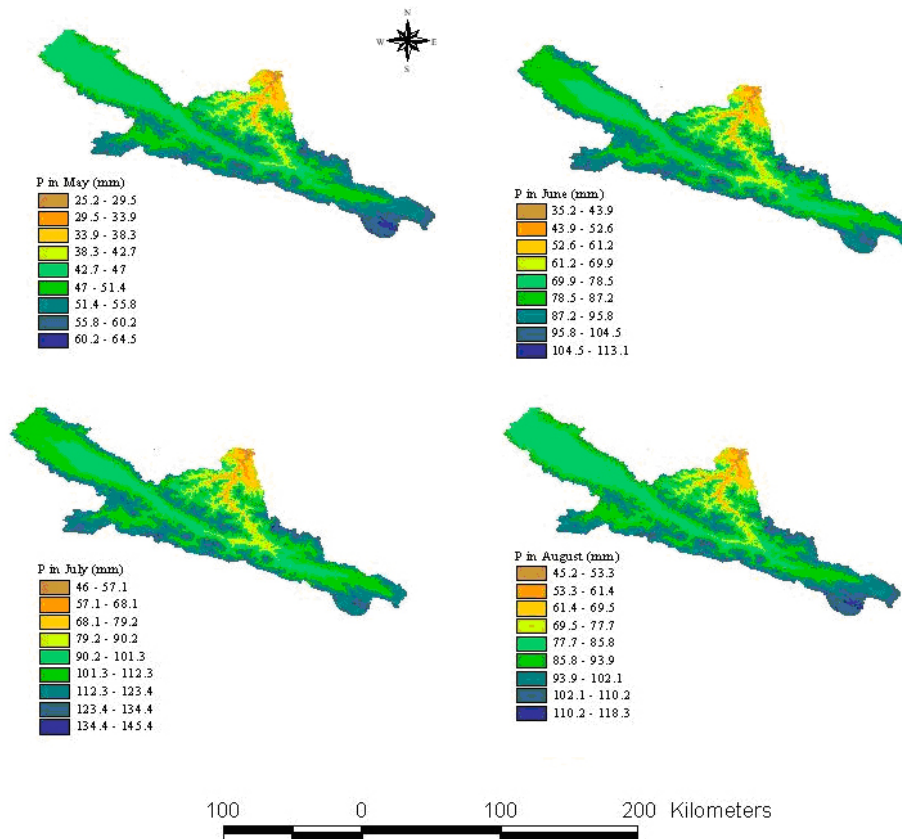 N
W E
S
P in May (mm)
25.2 - 29.5
29.5 - 33.9
33.9 - 38.3
38.3 - 42.7
42.7 - 47
47 - 51.4
51.4 - 55.8
55.8 - 60.2
60.2 - 64.5
P in June (mm)
35.2 - 43.9
43.9 - 52.6
52.6 - 61.2
61.2 - 69.9
69.9 - 78.5
78.5 - 87.2
87.2 - 95.8
95.8 - 104.5
104.5 - 113.1
P in July (mm)
46 - 57.1
57.1 - 68.1
68.1 - 79.2
79.2 - 90.2
90.2 - 101.3
101.3 - 112.3
112.3 - 123.4
123.4 - 134.4
134.4 - 145.4
P in August (mm)
45.2 - 53.3
53.3 - 61.4
61.4 - 69.5
69.5 - 77.7
77.7 - 85.8
85.8 - 93.9
93.9 - 102.1
102.1 - 110.2
110.2 - 118.3
100 0 100 200 Kilometers